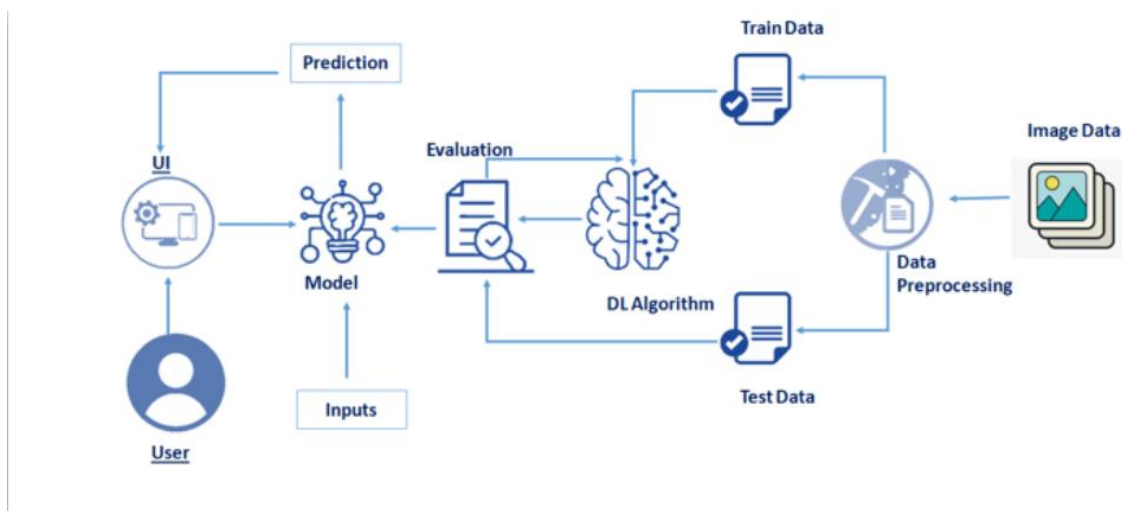 Train Data
Prediction
Image Data
Evaluation
UI
Model
DL Algorithm
Data
Preprocessing
Inputs
Test Data
User